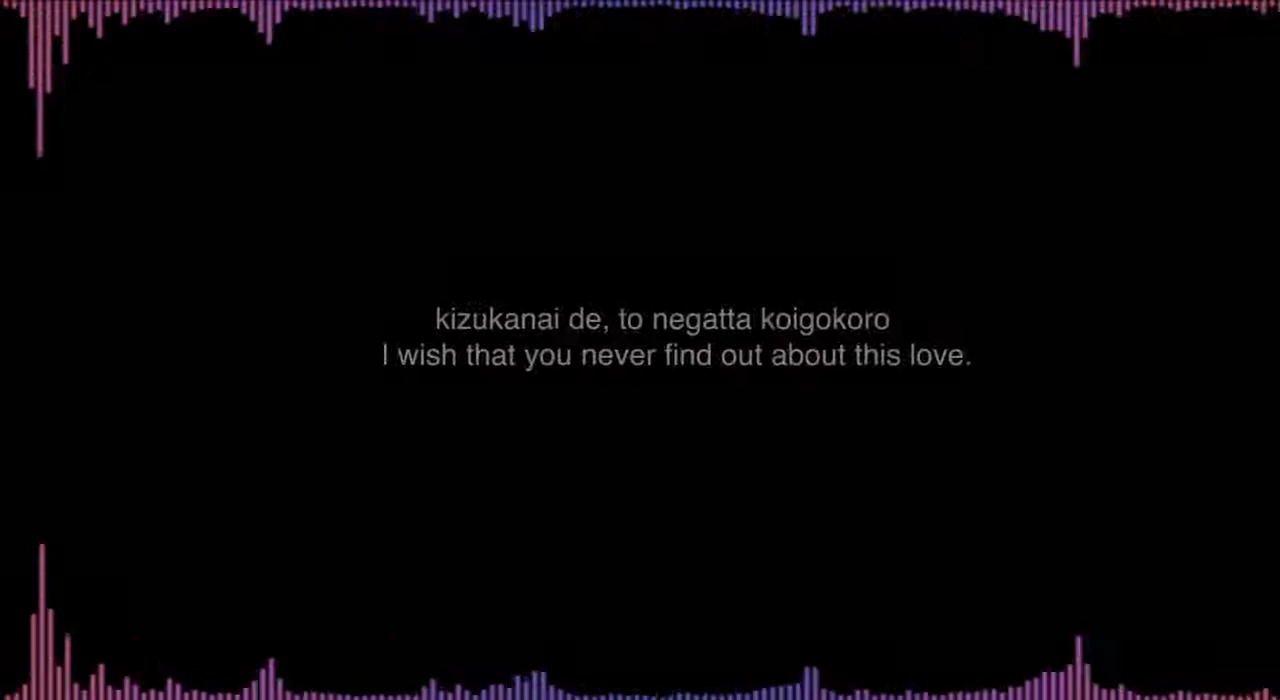 kizukanai de, to negatta koigokoro
I wish that you never find out about this love.